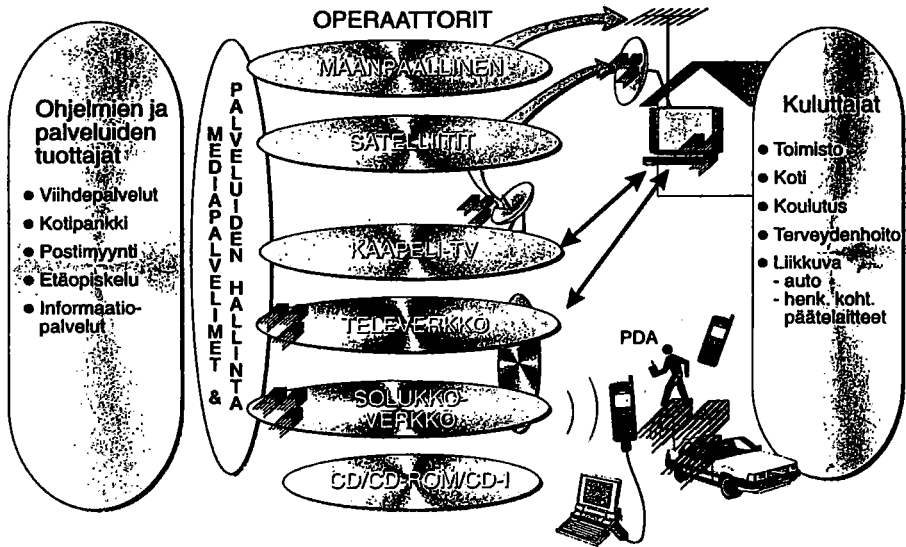 OPERAATTORIT
Ohjelmien ja
palveluiden
tuottajat
● Viihdepalvelut
● Kotipankki
● Postimyynti
● Etäopiskelu
● Informaatio-
palvelut
MEDIAPALVELIMET &
PALVELUIDEN HALLINTA
MAANPÄÄLLINEN
SATELLIITIT
KAAPELI-TV
TELEVERKKO
SOLUKKO-
VERKKO
CD/CD-ROM/CD-I
PDA
Kuluttajat
● Toimisto
● Koti
● Koulutus
● Terveydenhoito
● Liikkuva
- auto
- henk. koht.
päätelaitteet